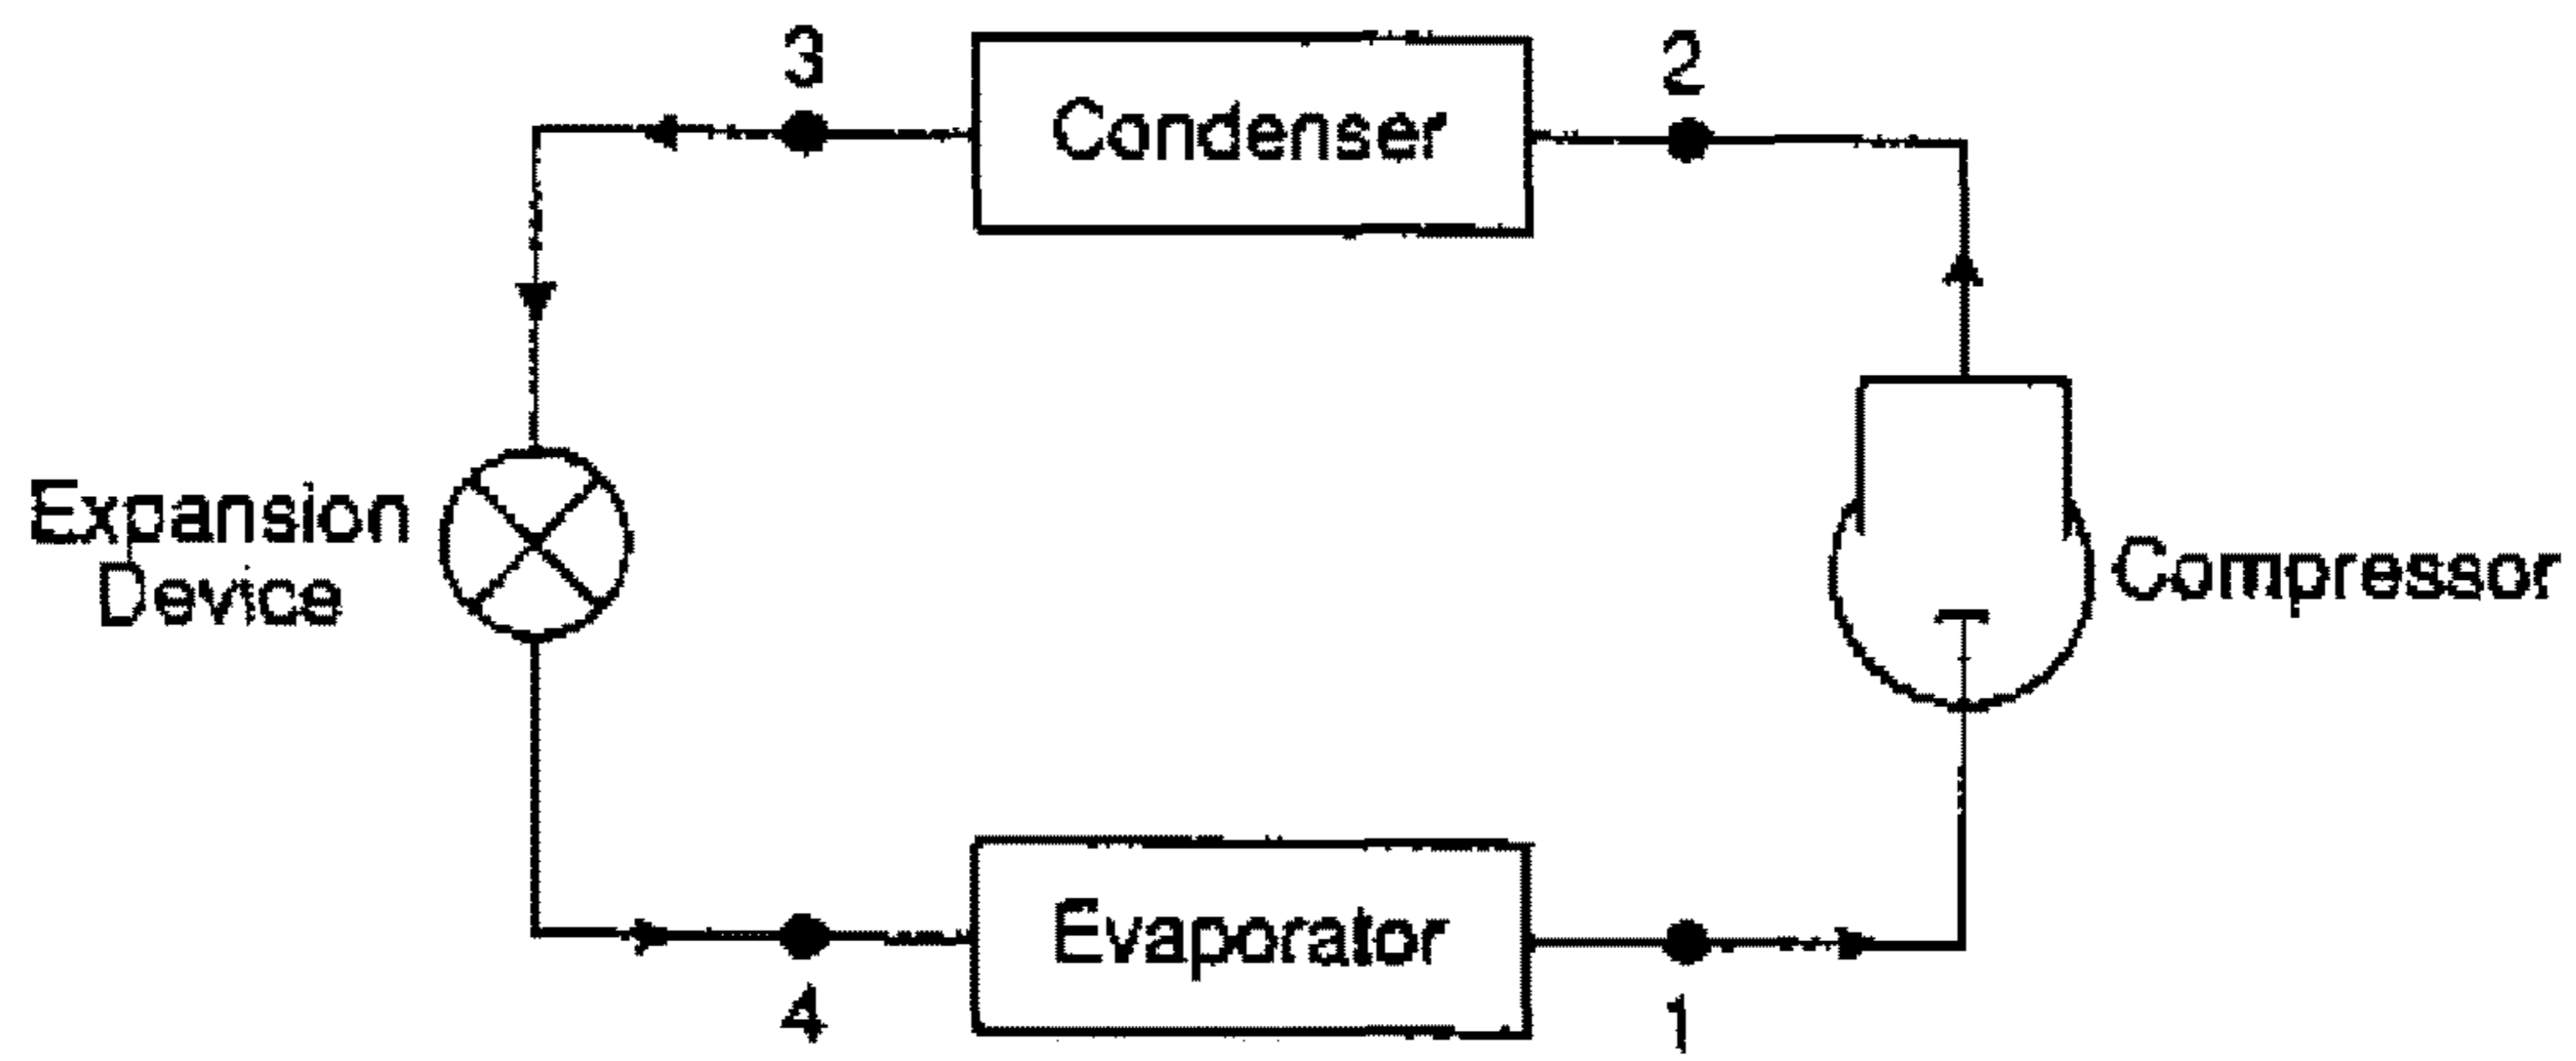 3
2
Condenser
Expansion
Device
Compressor
Evaporator
4
1